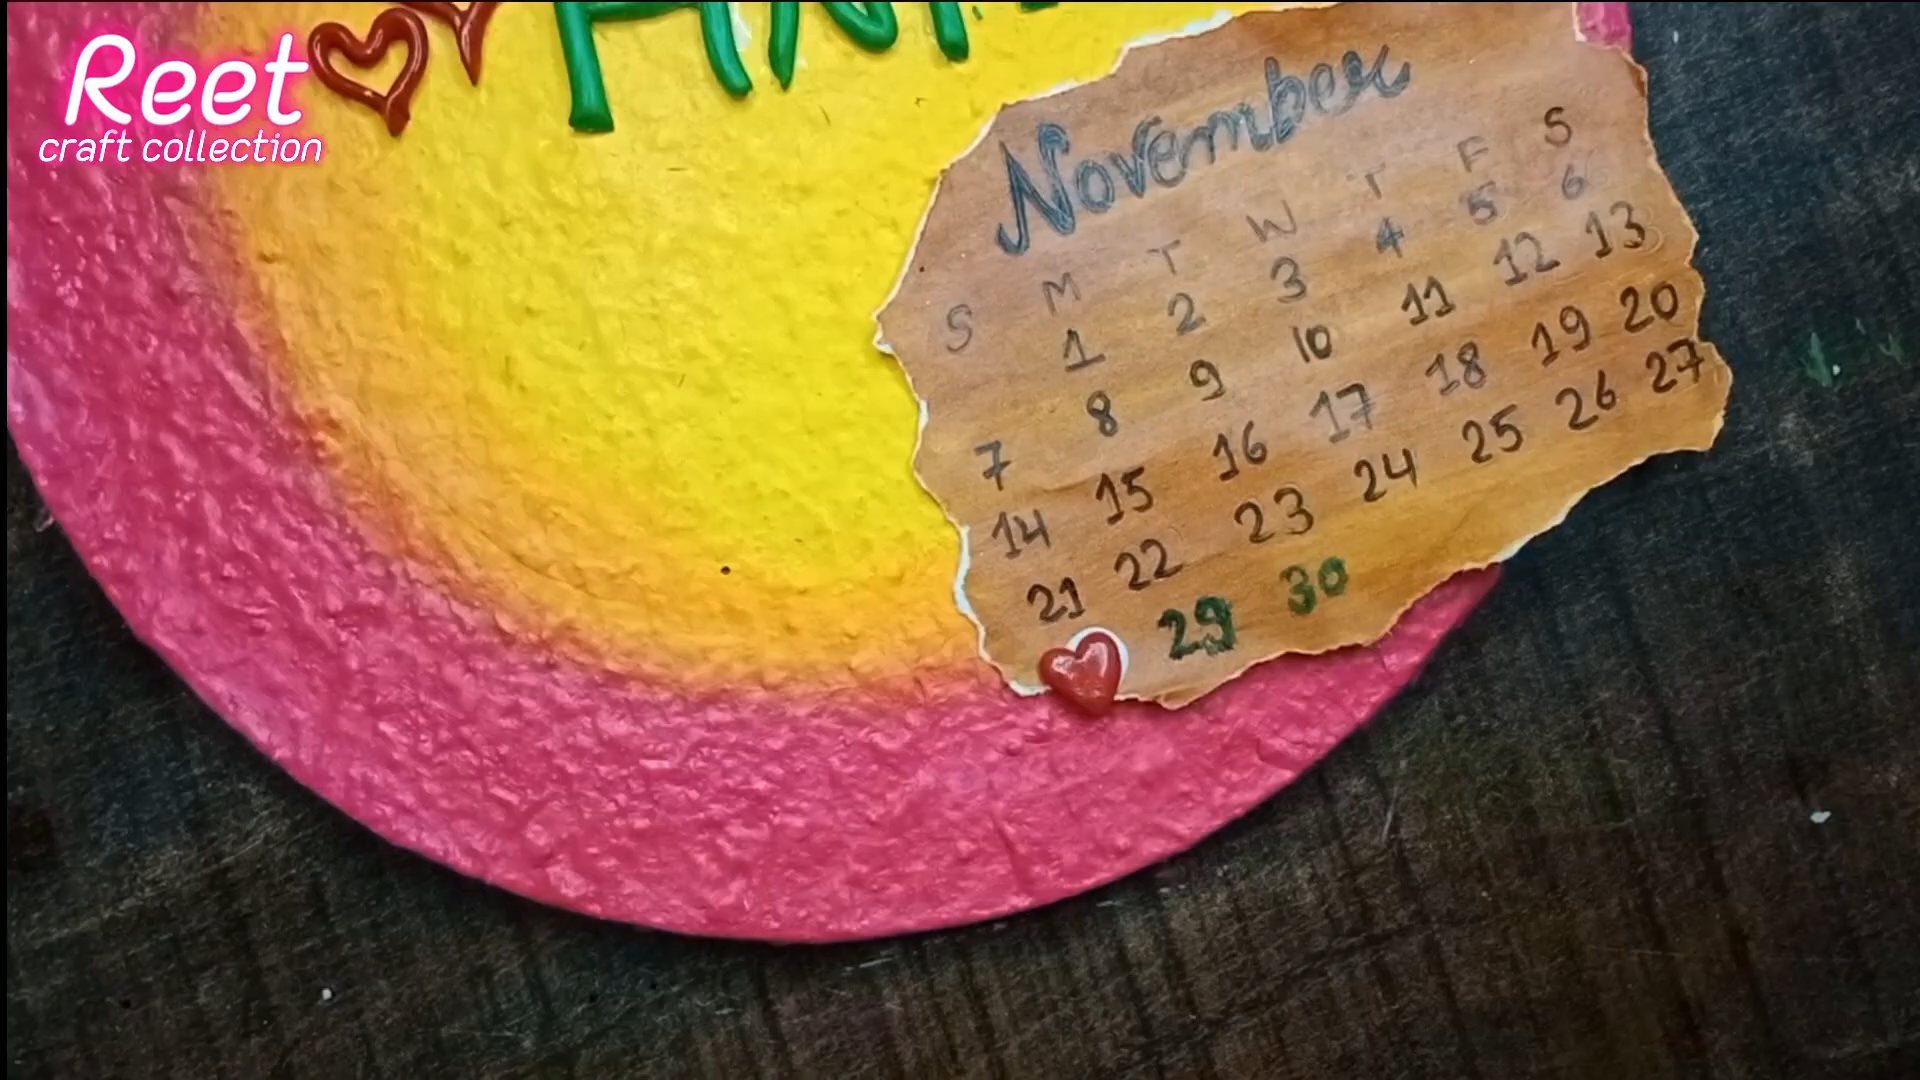 Reet
craft collection
November
S M T W T F S
1 2 3 4 5 6
7 8 9 10 11 12 13
14 15 16 17 18 19 20
21 22 23 24 25 26 27
29 30